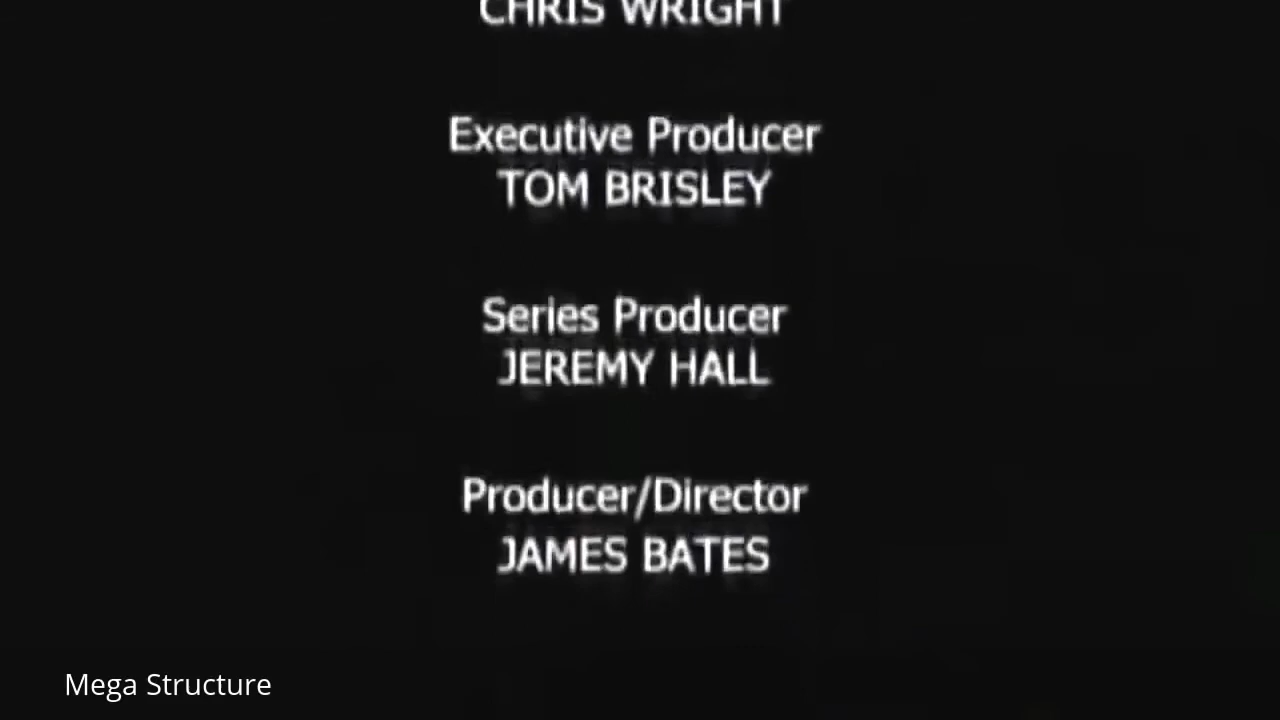 CHRIS WRIGHT
Executive Producer
TOM BRISLEY
Series Producer
JEREMY HALL
Producer/Director
JAMES BATES
Mega Structure